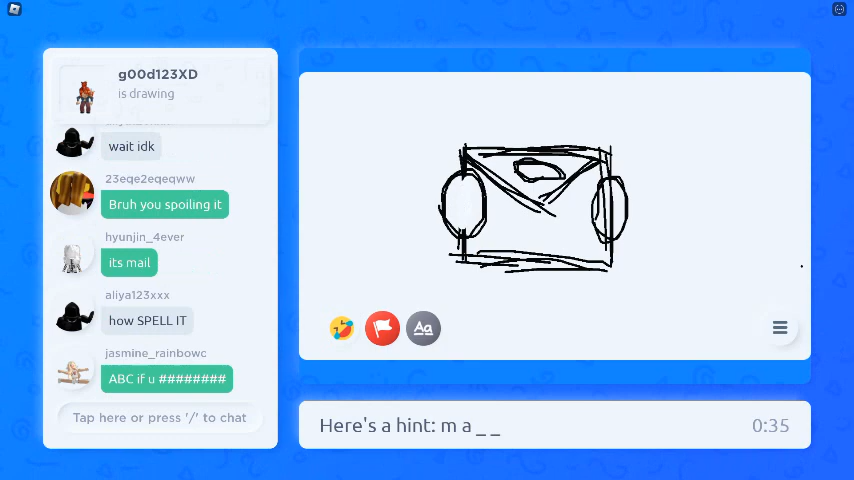 g00d123XD
is drawing
wait idk
23eqe2eqeqww
Bruh you spoiling it
hyunjin_4ever
its mail
aliya123xxx
how SPELL IT
jasmine_rainbowc
ABC if u ########
Tap here or press '/' to chat
Aa
Here's a hint: m a _ _
0:35